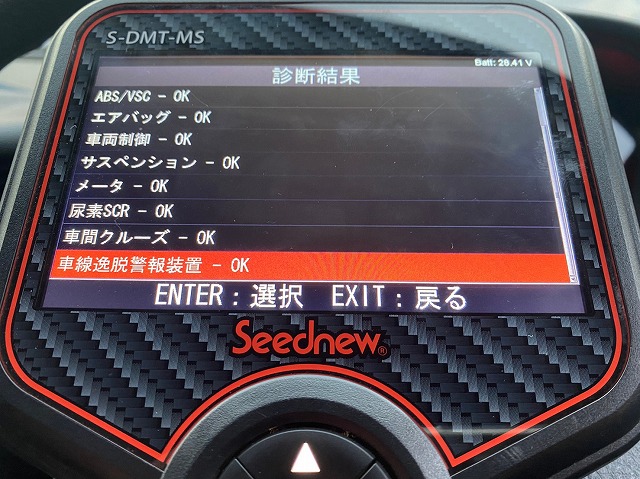 S-DMT-MS
Batt: 28.41 V
診断結果
ABS/VSC - OK
エアバッグ - OK
車両制御 - OK
サスペンション - OK
メータ - OK
尿素SCR - OK
車間クルーズ - OK
車線逸脱警報装置 - OK
ENTER：選択 EXIT：戻る
Seednew®